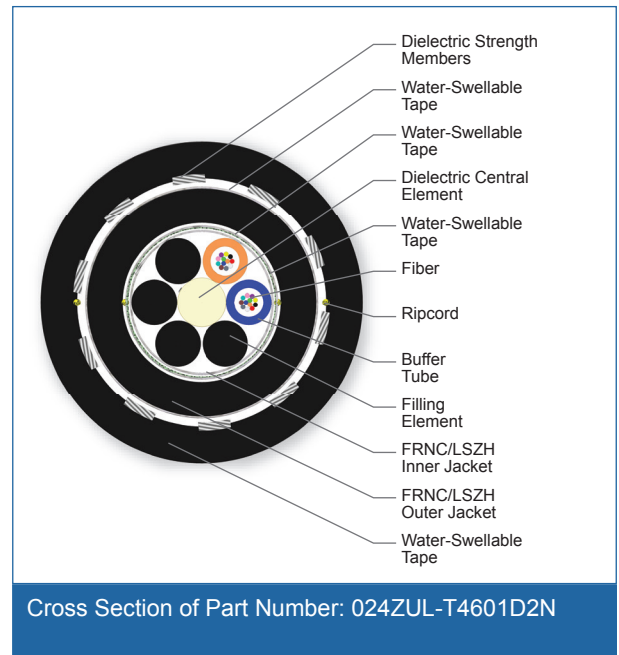 Dielectric Strength
Members
Water-Swellable
Tape
Water-Swellable
Tape
Dielectric Central
Element
Water-Swellable
Tape
Fiber
Ripcord
Buffer
Tube
Filling
Element
FRNC/LSZH
Inner Jacket
FRNC/LSZH
Outer Jacket
Water-Swellable
Tape
Cross Section of Part Number: 024ZUL-T4601D2N